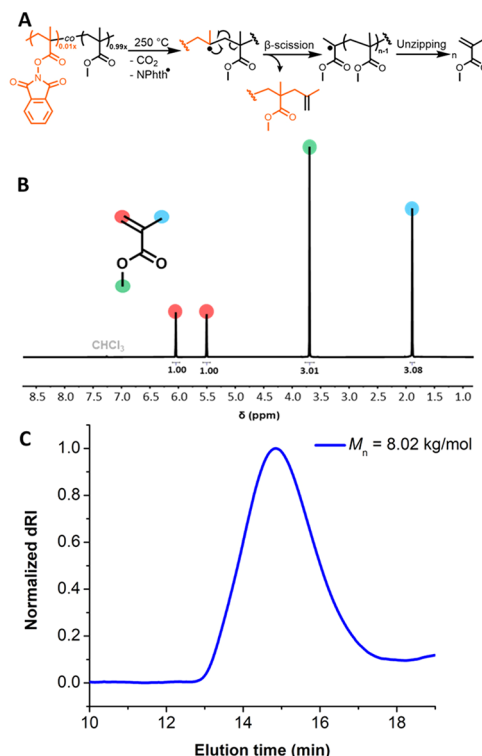 A
0.01x
co
0.99x
250 °C
- CO2
- NPhth•
β-scission
n-1
Unzipping
n
O
O
O
O
O
N
O
O
O
O
O
O
O
O
O
O
O
O
O
B
O
O
CHCl3
1.00
1.00
3.01
3.08
8.5 8.0 7.5 7.0 6.5 6.0 5.5 5.0 4.5 4.0 3.5 3.0 2.5 2.0 1.5 1.0
δ (ppm)
C
Mn = 8.02 kg/mol
Normalized dRI
1.0
0.8
0.6
0.4
0.2
0.0
10 12 14 16 18
Elution time (min)